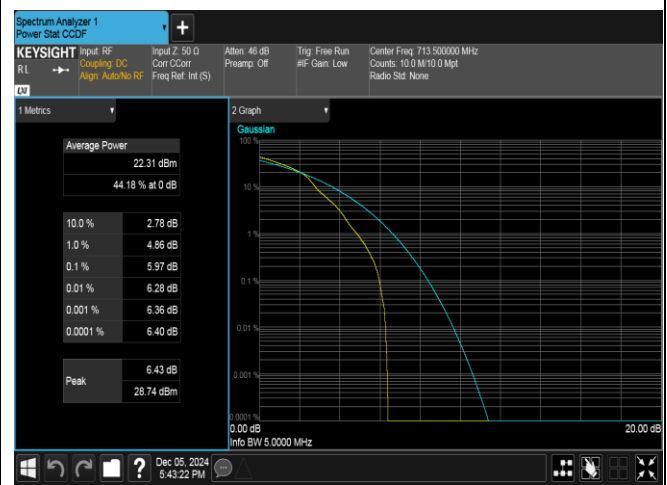 Spectrum Analyzer 1
Power Stat CCDF
+
KEYSIGHT Input: RF Input Z: 50 Ω Atten: 46 dB Trig: Free Run Center Freq: 713.500000 MHz
RL Coupling: DC Corr CCorr Preamp: Off #IF Gain: Low Counts: 10.0 M/10.0 Mpt
Align: Auto/No RF Freq Ref: Int (S) Radio Std: None
LXI
1 Metrics
Average Power
22.31 dBm
44.18 % at 0 dB
10.0 % 2.78 dB
1.0 % 4.86 dB
0.1 % 5.97 dB
0.01 % 6.28 dB
0.001 % 6.36 dB
0.0001 % 6.40 dB
Peak 6.43 dB
28.74 dBm
2 Graph
Gaussian
100 %
10 %
1 %
0.1 %
0.01 %
0.001 %
0.0001 %
0.00 dB 20.00 dB
Info BW 5.0000 MHz
? Dec 05, 2024
5:43:22 PM